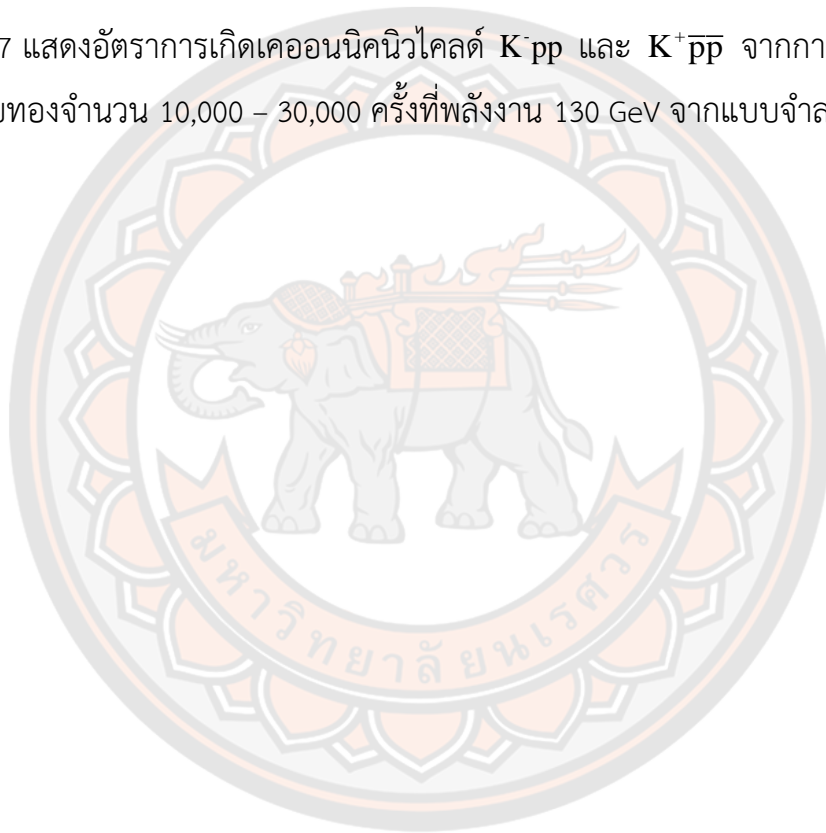 7 แสดงอัตราการเกิดเคออนนิคนิวไคลด์ K⁻pp และ K⁺p̅p̅ จากกา
ทองจำนวน 10,000 – 30,000 ครั้งที่พลังงาน 130 GeV จากแบบจำล
มหาวิทยาลัยนเรศวร